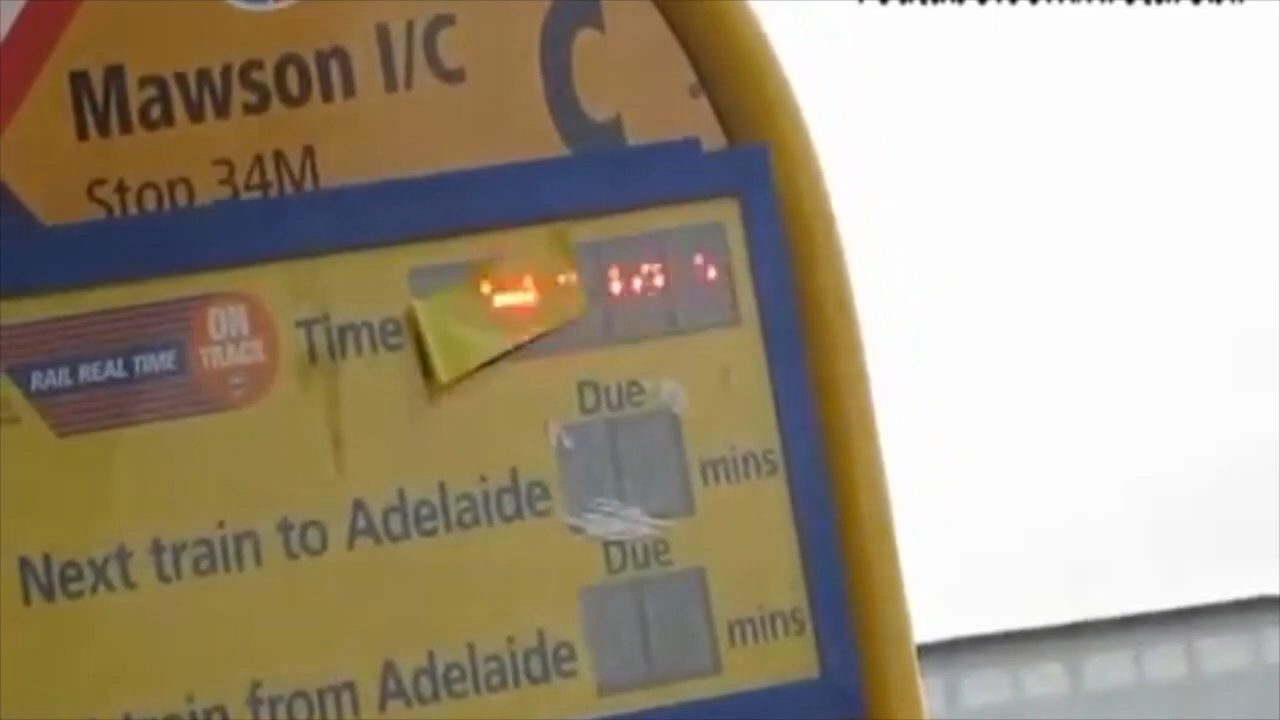 Mawson I/C C
Stop 34M
RAIL REAL TIME ON TRACK
Time
Due
Next train to Adelaide mins
Due
train from Adelaide mins